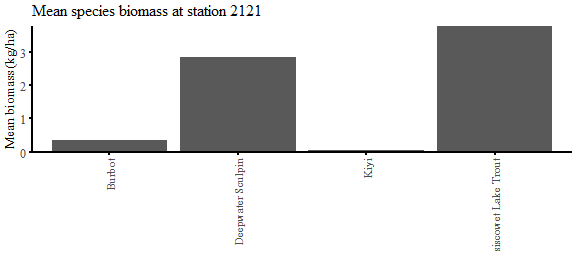 Mean species biomass at station 2121
Mean biomass (kg/ha)
3
2
1
0
Burbot
Deepwater Sculpin
Kiyi
siscowet Lake Trout